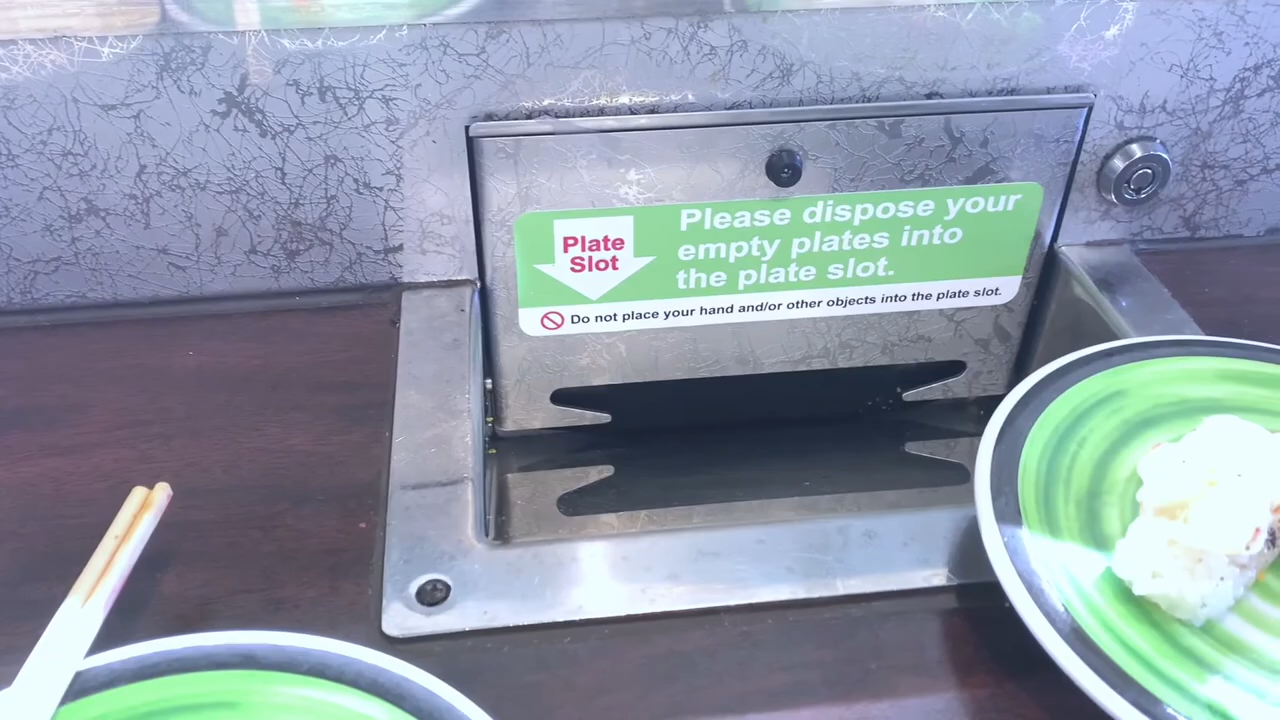 Plate
Slot
Please dispose your
empty plates into
the plate slot.
Do not place your hand and/or other objects into the plate slot.